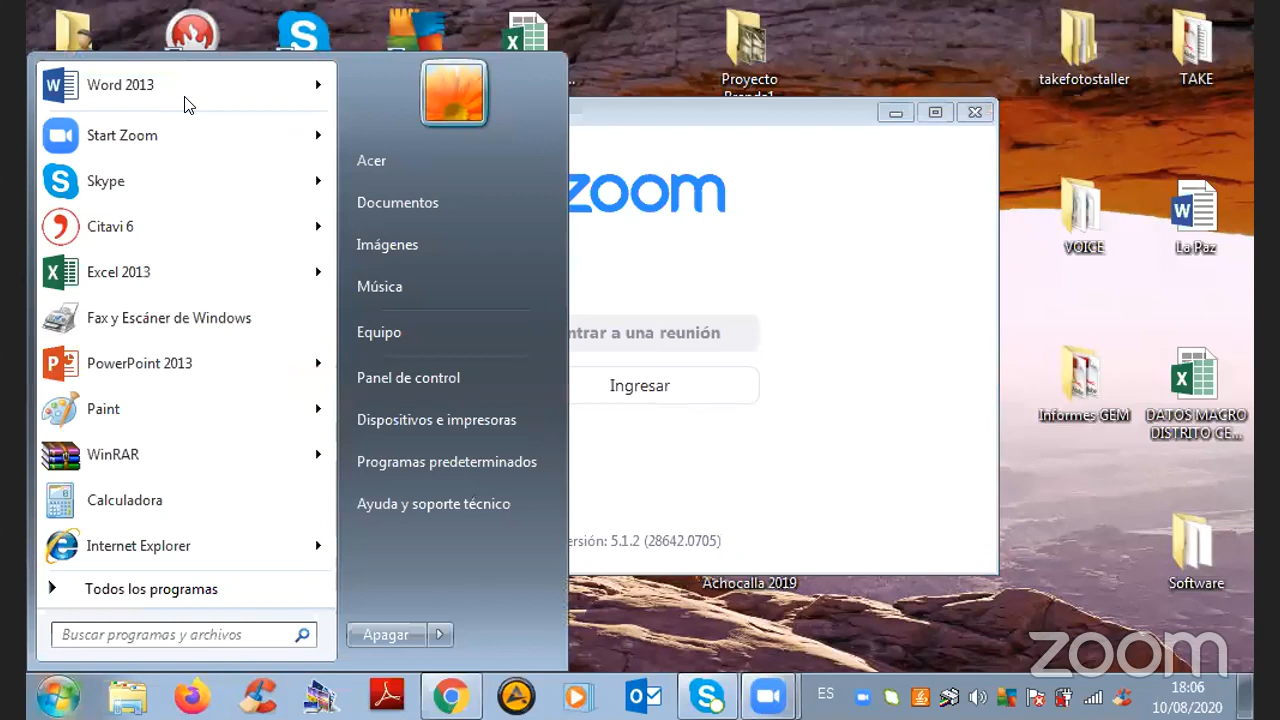 Word 2013
Start Zoom
Skype
Citavi 6
Excel 2013
Fax y Escáner de Windows
PowerPoint 2013
Paint
WinRAR
Calculadora
Internet Explorer
Todos los programas
Buscar programas y archivos
Acer
Documentos
Imágenes
Música
Equipo
Panel de control
Dispositivos e impresoras
Programas predeterminados
Ayuda y soporte técnico
Apagar
zoom
ntrar a una reunión
Ingresar
ersión: 5.1.2 (28642.0705)
Proyecto
takefotostaller
TAKE
VOICE
La Paz
Informes GEM
DATOS MACRO
DISTRITO CE...
Achocalla 2019
Software
zoom
ES
18:06
10/08/2020